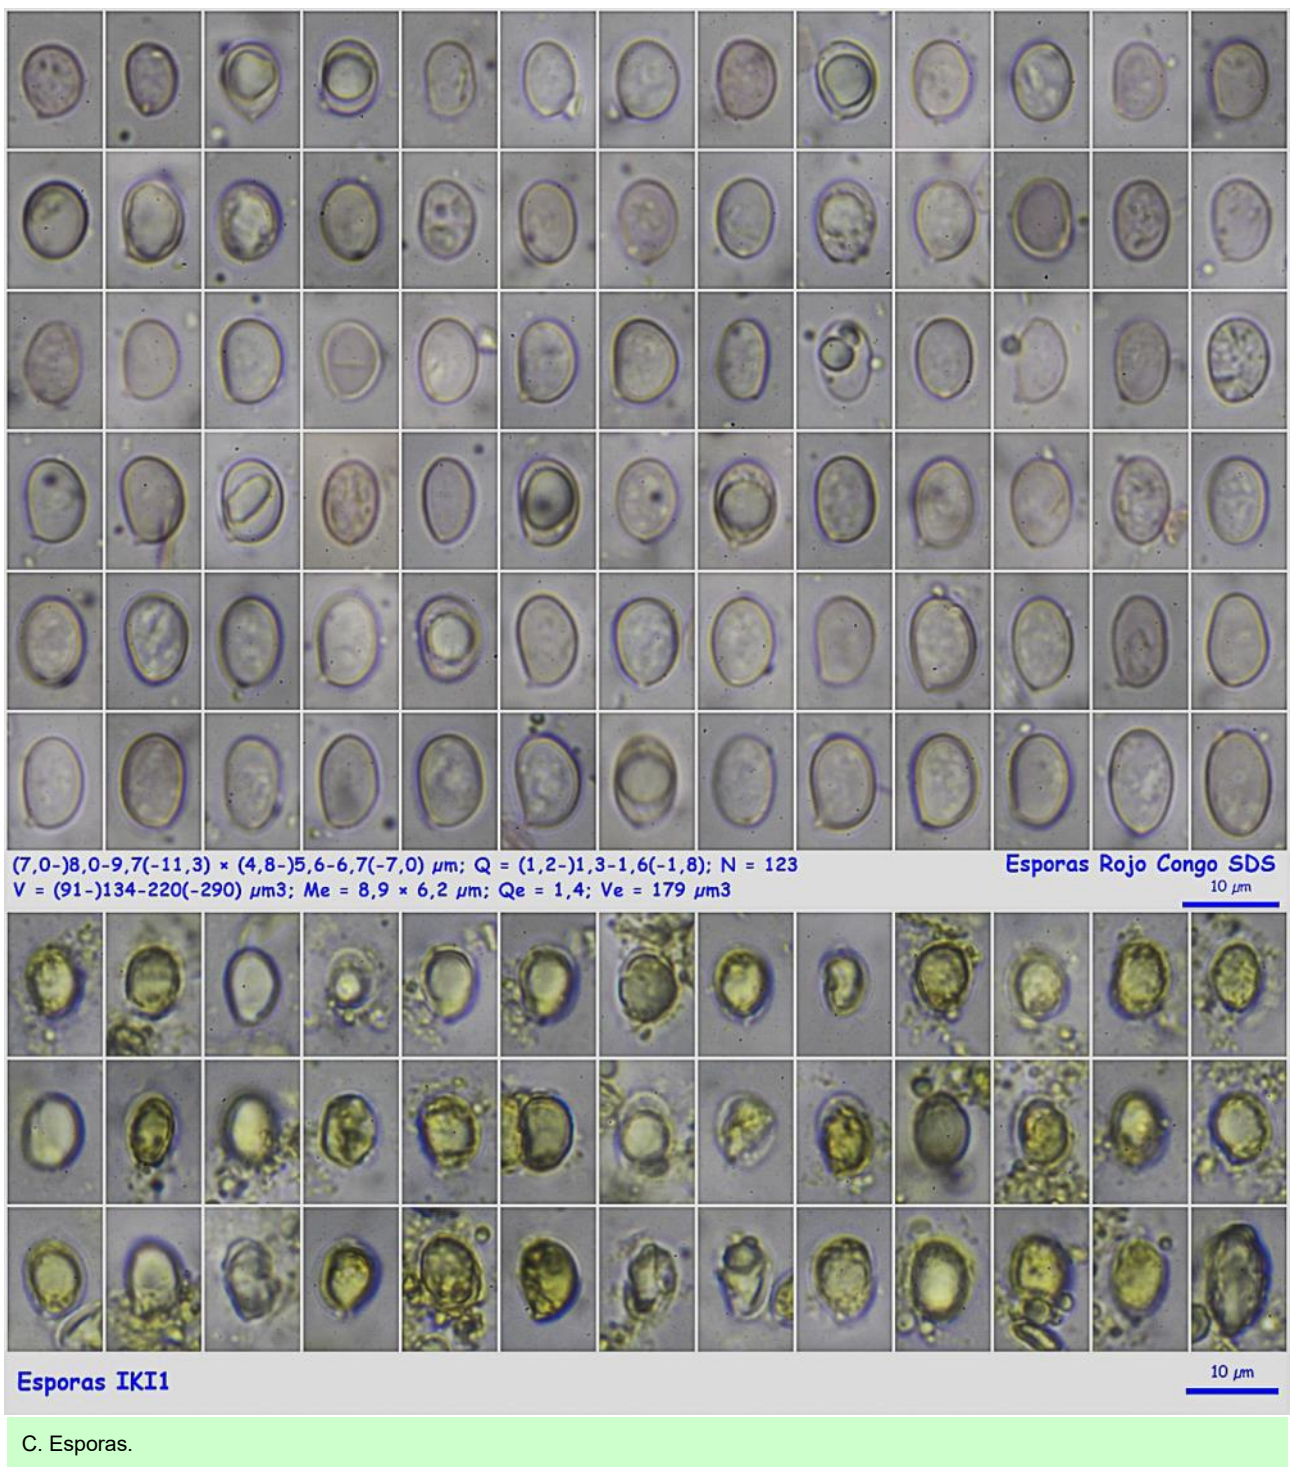 (7,0-)8,0-9,7(-11,3) × (4,8-)5,6-6,7(-7,0) µm; Q = (1,2-)1,3-1,6(-1,8); N = 123
V = (91-)134-220(-290) µm3; Me = 8,9 × 6,2 µm; Qe = 1,4; Ve = 179 µm3
Esporas Rojo Congo SDS
10 µm
Esporas IKI1
10 µm
C. Esporas.